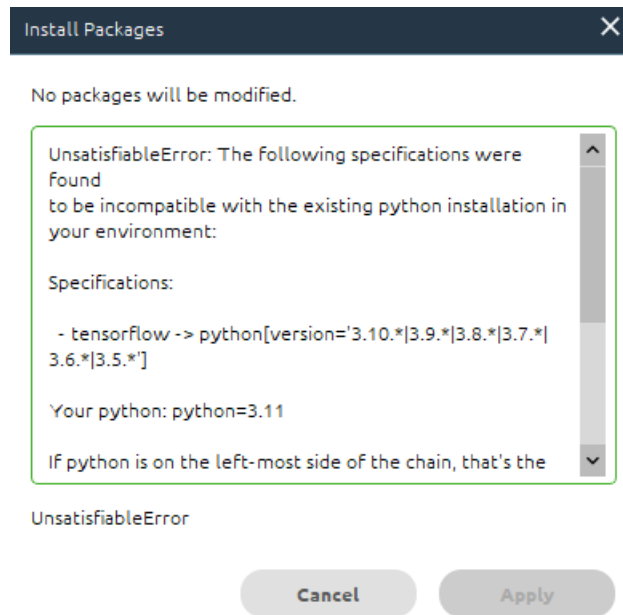 Install Packages
No packages will be modified.
UnsatisfiableError: The following specifications were
found
to be incompatible with the existing python installation in
your environment:
Specifications:
- tensorflow -> python[version='3.10.*|3.9.*|3.8.*|3.7.*|
3.6.*|3.5.*']
Your python: python=3.11
If python is on the left-most side of the chain, that's the
UnsatisfiableError
Cancel
Apply